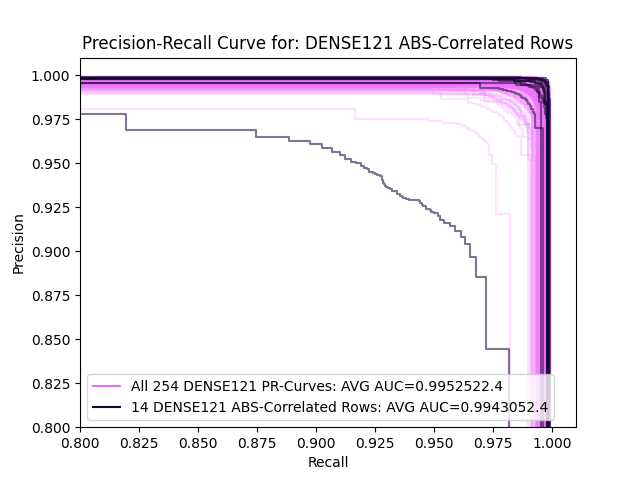 Precision-Recall Curve for: DENSE121 ABS-Correlated Rows
1.000
0.975
0.950
0.925
0.900
0.875
0.850
0.825
0.800
Precision
All 254 DENSE121 PR-Curves: AVG AUC=0.9952522.4
14 DENSE121 ABS-Correlated Rows: AVG AUC=0.9943052.4
0.800 0.825 0.850 0.875 0.900 0.925 0.950 0.975 1.000
Recall